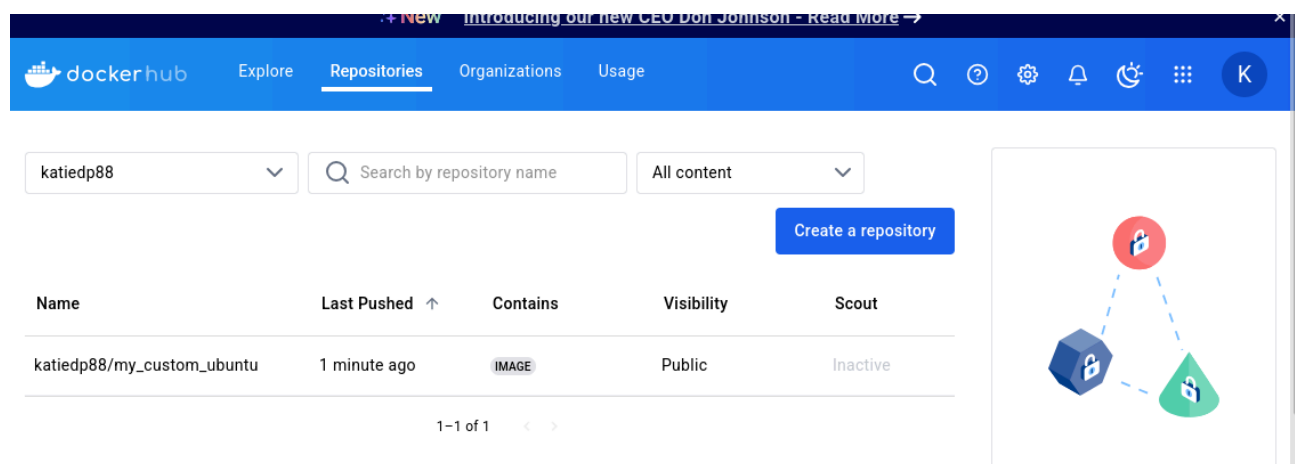 New Introducing our new CEO Don Johnson - Read More →
dockerhub Explore Repositories Organizations Usage K
katiedp88 Search by repository name All content
Create a repository
Name Last Pushed ↑ Contains Visibility Scout
katiedp88/my_custom_ubuntu 1 minute ago IMAGE Public Inactive
1–1 of 1